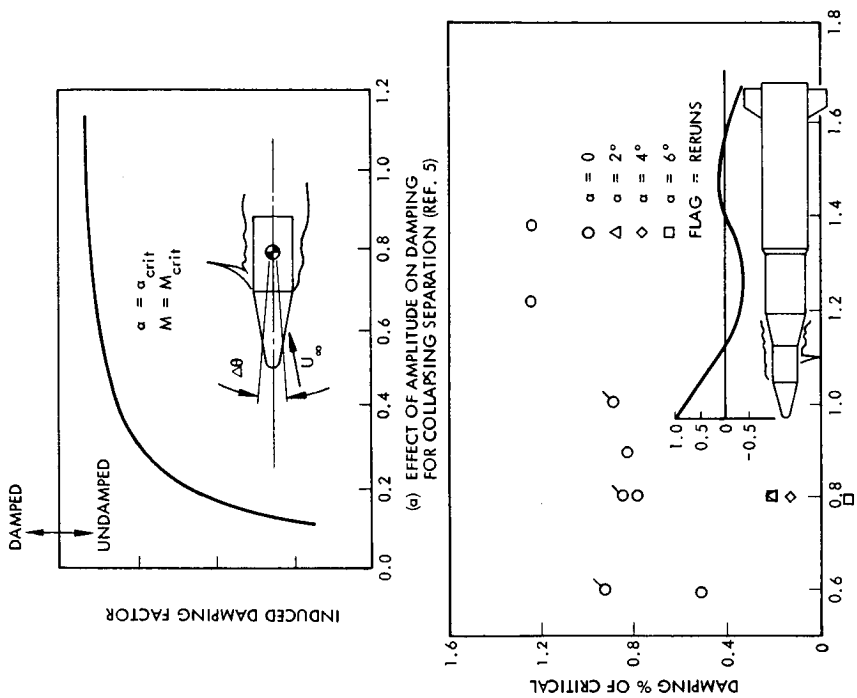 DAMPED
UNDAMPED
INDUCED DAMPING FACTOR
α = α crit
M = M crit
Δθ
U∞
0.0 0.2 0.4 0.6 0.8 1.0 1.2
(a) EFFECT OF AMPLITUDE ON DAMPING
FOR COLLAPSING SEPARATION (REF. 5)
DAMPING % OF CRITICAL
1.6
1.2
0.8
0.4
0
○ α = 0
△ α = 2°
◇ α = 4°
□ α = 6°
FLAG = RERUNS
1.0
0.5
0
-0.5
0.6 0.8 1.0 1.2 1.4 1.6 1.8